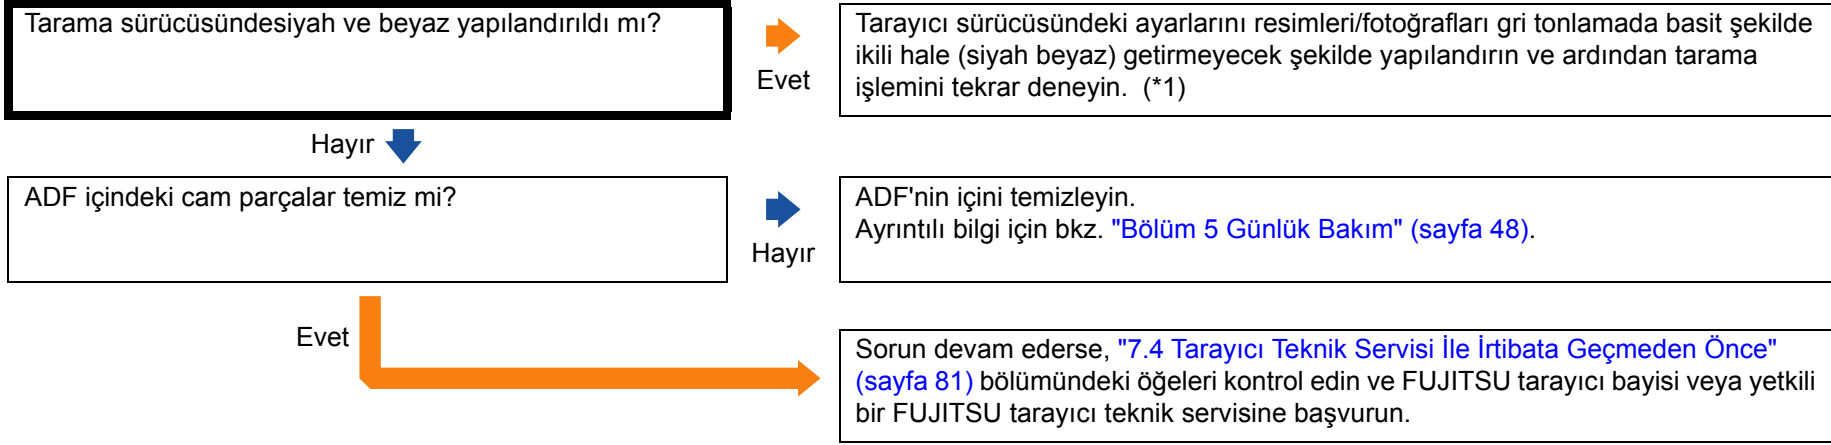 Tarama sürücüsündesiyah ve beyaz yapılandırıldı mı?
Evet
Tarayıcı sürücüsündeki ayarlarını resimleri/fotoğrafları gri tonlamada basit şekilde
ikili hale (siyah beyaz) getirmeyecek şekilde yapılandırın ve ardından tarama
işlemini tekrar deneyin.  (*1)
Hayır
ADF içindeki cam parçalar temiz mi?
Hayır
ADF'nin içini temizleyin.
Ayrıntılı bilgi için bkz. "Bölüm 5 Günlük Bakım" (sayfa 48).
Evet
Sorun devam ederse, "7.4 Tarayıcı Teknik Servisi İle İrtibata Geçmeden Önce"
(sayfa 81) bölümündeki öğeleri kontrol edin ve FUJITSU tarayıcı bayisi veya yetkili
bir FUJITSU tarayıcı teknik servisine başvurun.